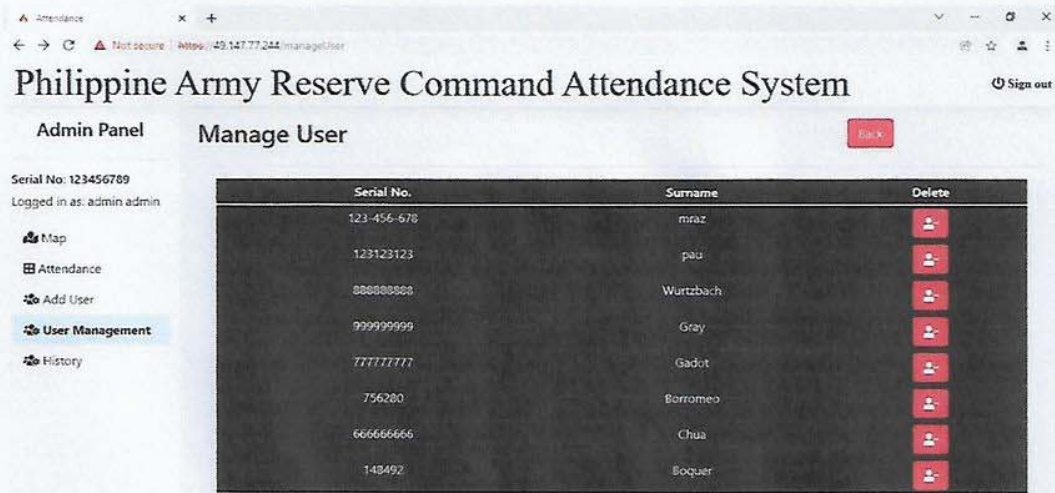 Attendance
Not secure https://49.147.77.244/manageUser
Philippine Army Reserve Command Attendance System
Sign out
Admin Panel
Manage User
Back
Serial No: 123456789
Logged in as: admin admin
Map
Attendance
Add User
User Management
History
Serial No. Surname Delete
123-456-678 mraz
123123123 pau
888888888 Wurtzbach
999999999 Gray
777777777 Gadot
756280 Borromeo
666666666 Chua
148492 Boquer